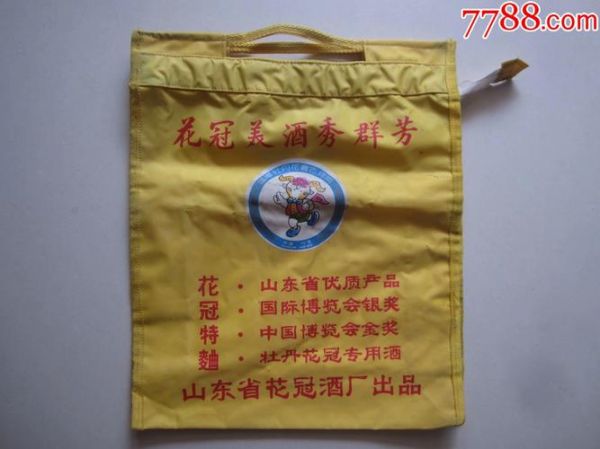 7788.com
花冠美酒秀群芳
花冠特麯
·山东省优质产品
·国际博览会银奖
·中国博览会金奖
·牡丹花冠专用酒
山东省花冠酒厂出品